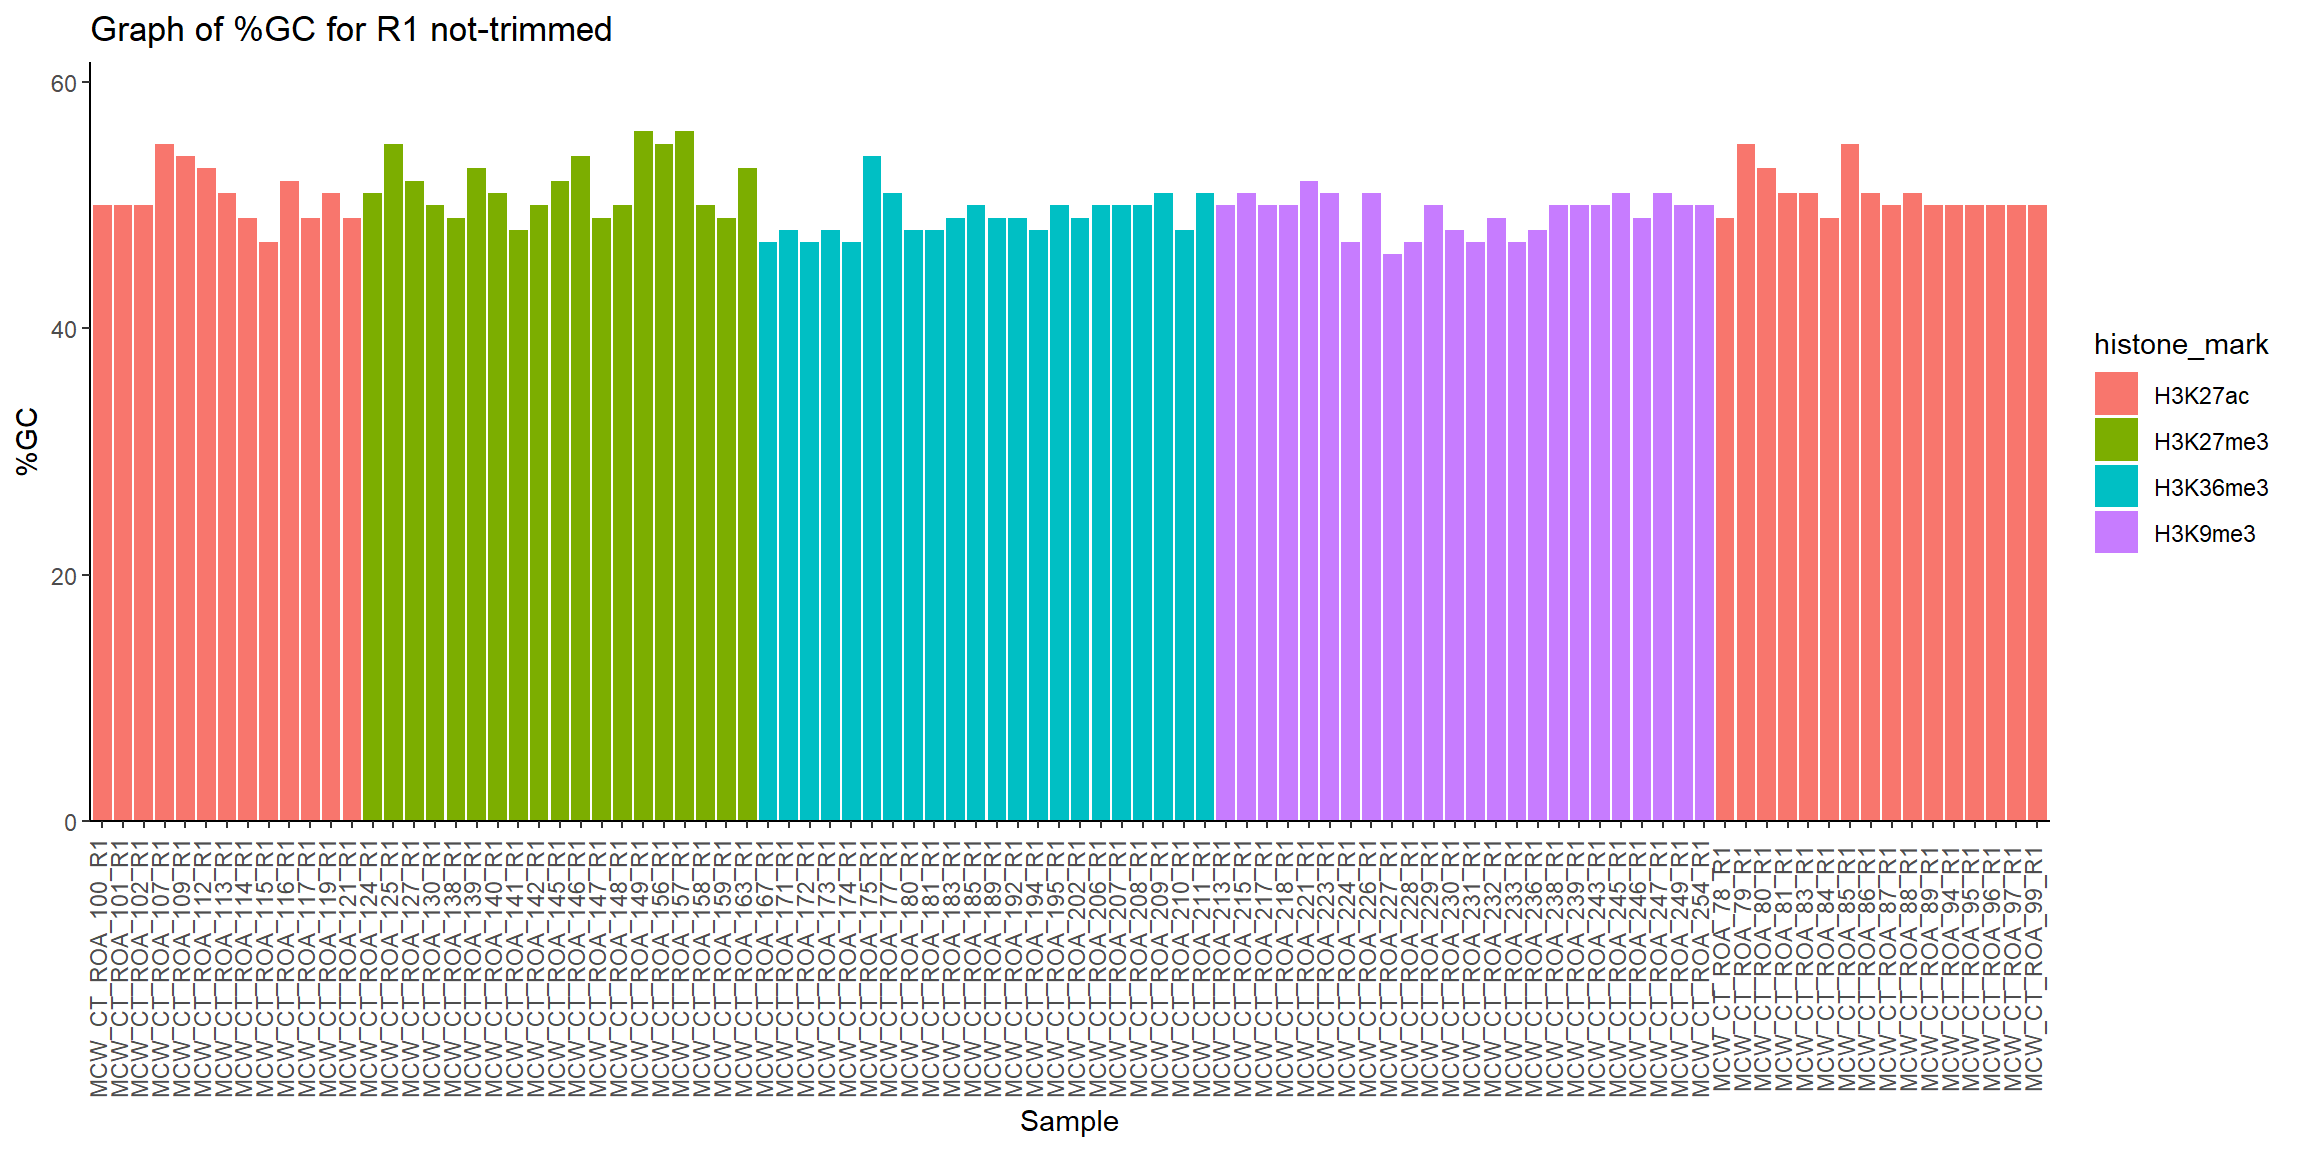 Graph of %GC for R1 not-trimmed
60
40
20
0
%GC
MCW_CT_ROA_100_R1
MCW_CT_ROA_101_R1
MCW_CT_ROA_102_R1
MCW_CT_ROA_107_R1
MCW_CT_ROA_109_R1
MCW_CT_ROA_112_R1
MCW_CT_ROA_113_R1
MCW_CT_ROA_114_R1
MCW_CT_ROA_115_R1
MCW_CT_ROA_116_R1
MCW_CT_ROA_117_R1
MCW_CT_ROA_119_R1
MCW_CT_ROA_121_R1
MCW_CT_ROA_124_R1
MCW_CT_ROA_125_R1
MCW_CT_ROA_127_R1
MCW_CT_ROA_130_R1
MCW_CT_ROA_138_R1
MCW_CT_ROA_139_R1
MCW_CT_ROA_140_R1
MCW_CT_ROA_141_R1
MCW_CT_ROA_142_R1
MCW_CT_ROA_145_R1
MCW_CT_ROA_146_R1
MCW_CT_ROA_147_R1
MCW_CT_ROA_148_R1
MCW_CT_ROA_149_R1
MCW_CT_ROA_156_R1
MCW_CT_ROA_157_R1
MCW_CT_ROA_158_R1
MCW_CT_ROA_159_R1
MCW_CT_ROA_163_R1
MCW_CT_ROA_167_R1
MCW_CT_ROA_171_R1
MCW_CT_ROA_172_R1
MCW_CT_ROA_173_R1
MCW_CT_ROA_174_R1
MCW_CT_ROA_175_R1
MCW_CT_ROA_177_R1
MCW_CT_ROA_180_R1
MCW_CT_ROA_181_R1
MCW_CT_ROA_183_R1
MCW_CT_ROA_185_R1
MCW_CT_ROA_189_R1
MCW_CT_ROA_192_R1
MCW_CT_ROA_194_R1
MCW_CT_ROA_195_R1
MCW_CT_ROA_202_R1
MCW_CT_ROA_206_R1
MCW_CT_ROA_207_R1
MCW_CT_ROA_208_R1
MCW_CT_ROA_209_R1
MCW_CT_ROA_210_R1
MCW_CT_ROA_211_R1
MCW_CT_ROA_213_R1
MCW_CT_ROA_215_R1
MCW_CT_ROA_217_R1
MCW_CT_ROA_218_R1
MCW_CT_ROA_221_R1
MCW_CT_ROA_223_R1
MCW_CT_ROA_224_R1
MCW_CT_ROA_226_R1
MCW_CT_ROA_227_R1
MCW_CT_ROA_228_R1
MCW_CT_ROA_229_R1
MCW_CT_ROA_230_R1
MCW_CT_ROA_231_R1
MCW_CT_ROA_232_R1
MCW_CT_ROA_233_R1
MCW_CT_ROA_236_R1
MCW_CT_ROA_238_R1
MCW_CT_ROA_239_R1
MCW_CT_ROA_243_R1
MCW_CT_ROA_245_R1
MCW_CT_ROA_246_R1
MCW_CT_ROA_247_R1
MCW_CT_ROA_249_R1
MCW_CT_ROA_254_R1
MCW_CT_ROA_78_R1
MCW_CT_ROA_79_R1
MCW_CT_ROA_80_R1
MCW_CT_ROA_81_R1
MCW_CT_ROA_83_R1
MCW_CT_ROA_84_R1
MCW_CT_ROA_85_R1
MCW_CT_ROA_86_R1
MCW_CT_ROA_87_R1
MCW_CT_ROA_88_R1
MCW_CT_ROA_89_R1
MCW_CT_ROA_94_R1
MCW_CT_ROA_95_R1
MCW_CT_ROA_96_R1
MCW_CT_ROA_97_R1
MCW_CT_ROA_99_R1
Sample
histone_mark
H3K27ac
H3K27me3
H3K36me3
H3K9me3